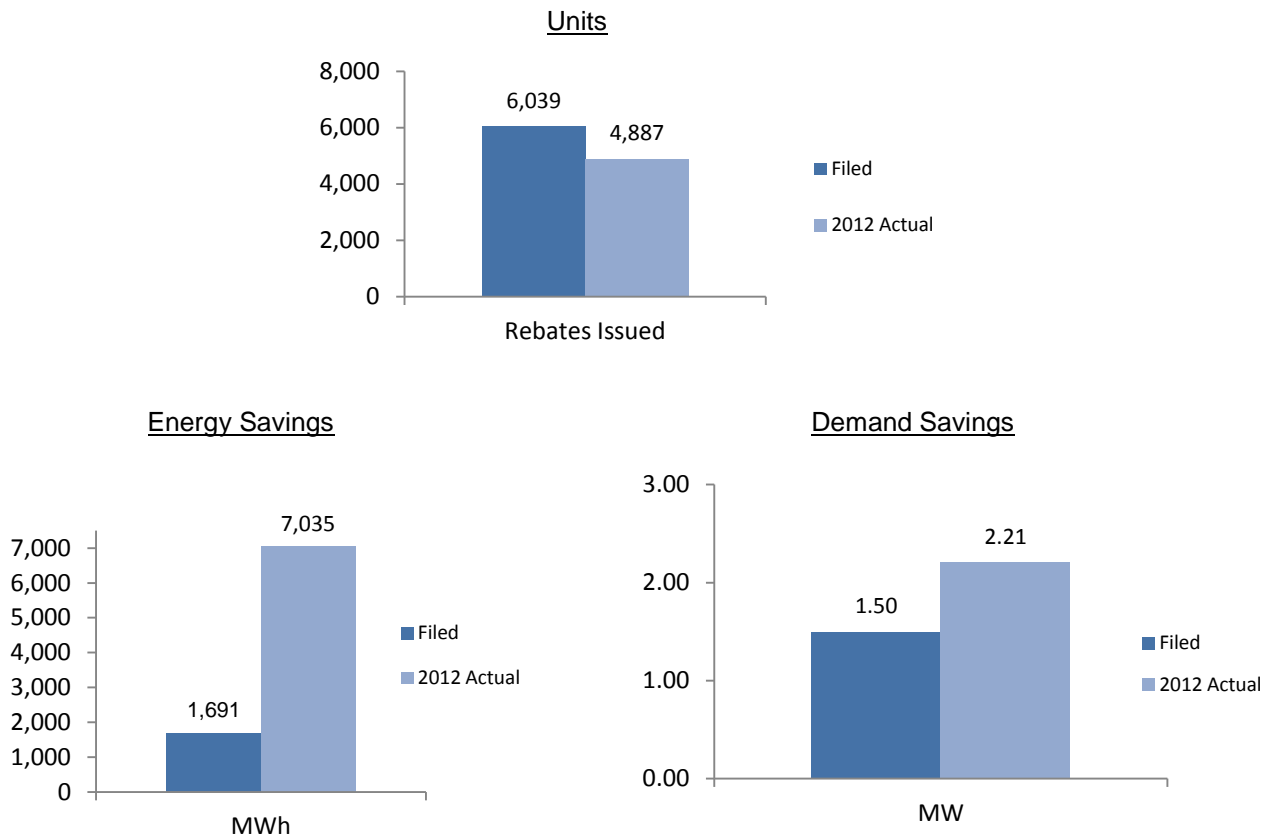 Units
8,000
6,000
4,000
2,000
0
6,039
4,887
Rebates Issued
Filed
2012 Actual
Energy Savings
7,000
6,000
5,000
4,000
3,000
2,000
1,000
0
1,691
7,035
MWh
Filed
2012 Actual
Demand Savings
3.00
2.00
1.00
0.00
1.50
2.21
MW
Filed
2012 Actual